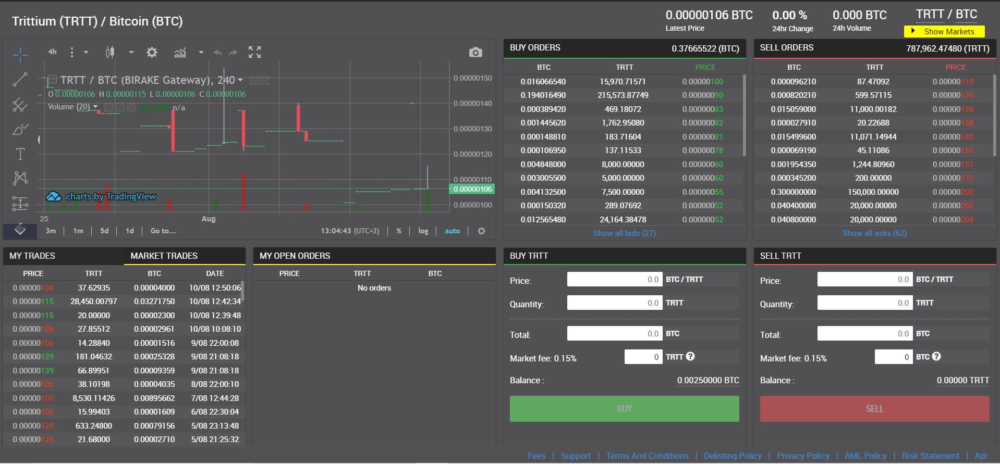 Trittium (TRTT) / Bitcoin (BTC)
0.00000106 BTC
Latest Price
0.00 %
24hr Change
0.000 BTC
24h Volume
TRTT / BTC
Show Markets
4h
TRTT / BTC (BIRAKE Gateway), 240
O 0.00000106 H 0.00000115 L 0.00000106 C 0.00000106
Volume (20) n/a
0.00000150
0.00000140
0.00000130
0.00000120
0.00000110
0.00000106
0.00000100
charts by TradingView
25 Aug
3m 1m 5d 1d Go to... 13:04:43 (UTC+2) % log auto
BUY ORDERS 0.37665522 (BTC)
BTC TRTT PRICE
0.016066540 15,970.71571 0.00000100
0.194016490 215,573.87749 0.000000090
0.000389420 469.18072 0.000000083
0.001445620 1,762.95080 0.000000082
0.000148810 183.71604 0.000000081
0.000106950 137.11533 0.000000078
0.004848000 8,000.00000 0.000000060
0.003005500 5,000.00000 0.000000060
0.004132500 7,500.00000 0.000000055
0.000150320 289.07692 0.000000052
0.012565480 24,164.38478 0.000000052
Show all bids (27)
SELL ORDERS 787,962.47480 (TRTT)
BTC TRTT PRICE
0.000096210 87.47092 0.00000110
0.000820210 599.57115 0.00000136
0.015059000 11,000.00182 0.00000136
0.000027910 20.22688 0.00000138
0.015499600 11,071.14944 0.00000140
0.000069190 45.11086 0.00000153
0.001954350 1,244.80960 0.00000157
0.000345200 200.00000 0.00000172
0.300000000 150,000.00000 0.00000200
0.040400000 20,000.00000 0.00000202
0.040800000 20,000.00000 0.00000204
Show all asks (62)
MY TRADES MARKET TRADES
PRICE TRTT BTC DATE
0.00000106 37.62935 0.00004000 10/08 12:50:06
0.00000115 28,450.00797 0.03271750 10/08 12:42:34
0.00000115 20.00000 0.00002300 10/08 12:39:48
0.00000106 27.85512 0.00002961 10/08 10:08:10
0.00000106 14.28840 0.00001516 9/08 22:00:08
0.00000139 181.04632 0.00025328 9/08 21:08:18
0.00000139 66.89951 0.00009359 9/08 21:08:18
0.00000106 38.10198 0.00004035 8/08 22:00:10
0.00000105 8,530.11426 0.00895662 7/08 12:44:28
0.00000100 15.99403 0.00001609 6/08 22:30:04
0.00000125 633.24800 0.00079156 5/08 23:13:48
0.00000125 21.68000 0.00002710 5/08 21:25:32
MY OPEN ORDERS
PRICE TRTT BTC
No orders
BUY TRTT
Price: 0.0 BTC / TRTT
Quantity: 0.0 TRTT
Total: 0.0 BTC
Market fee: 0.15% 0 TRTT ?
Balance : 0.00250000 BTC
BUY
SELL TRTT
Price: 0.0 BTC / TRTT
Quantity: 0.0 TRTT
Total: 0.0 BTC
Market fee: 0.15% 0 BTC ?
Balance : 0.00000 TRTT
SELL
Fees | Support | Terms And Conditions | Delisting Policy | Privacy Policy | AML Policy | Risk Statement | Api